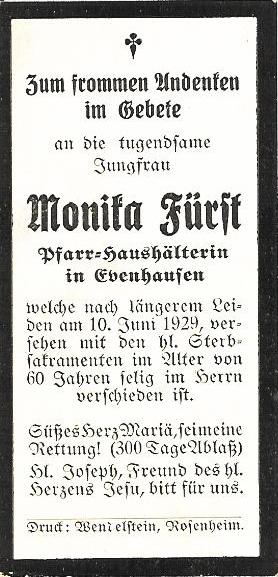 Zum frommen Andenken
im Gebete
an die tugendsame
Jungfrau
Monika Fürst
Pfarr-Haushälterin
in Evenhausen
welche nach längerem Lei-
den am 10. Juni 1929, ver-
sehen mit den hl. Sterb-
sakramenten im Alter von
60 Jahren selig im Herrn
verschieden ist.
Süßes Herz Mariä, sei meine
Rettung! (300 Tage Ablaß)
Hl. Joseph, Freund des hl.
Herzens Jesu, bitt für uns.
Druck: Wendelstein, Rosenheim.